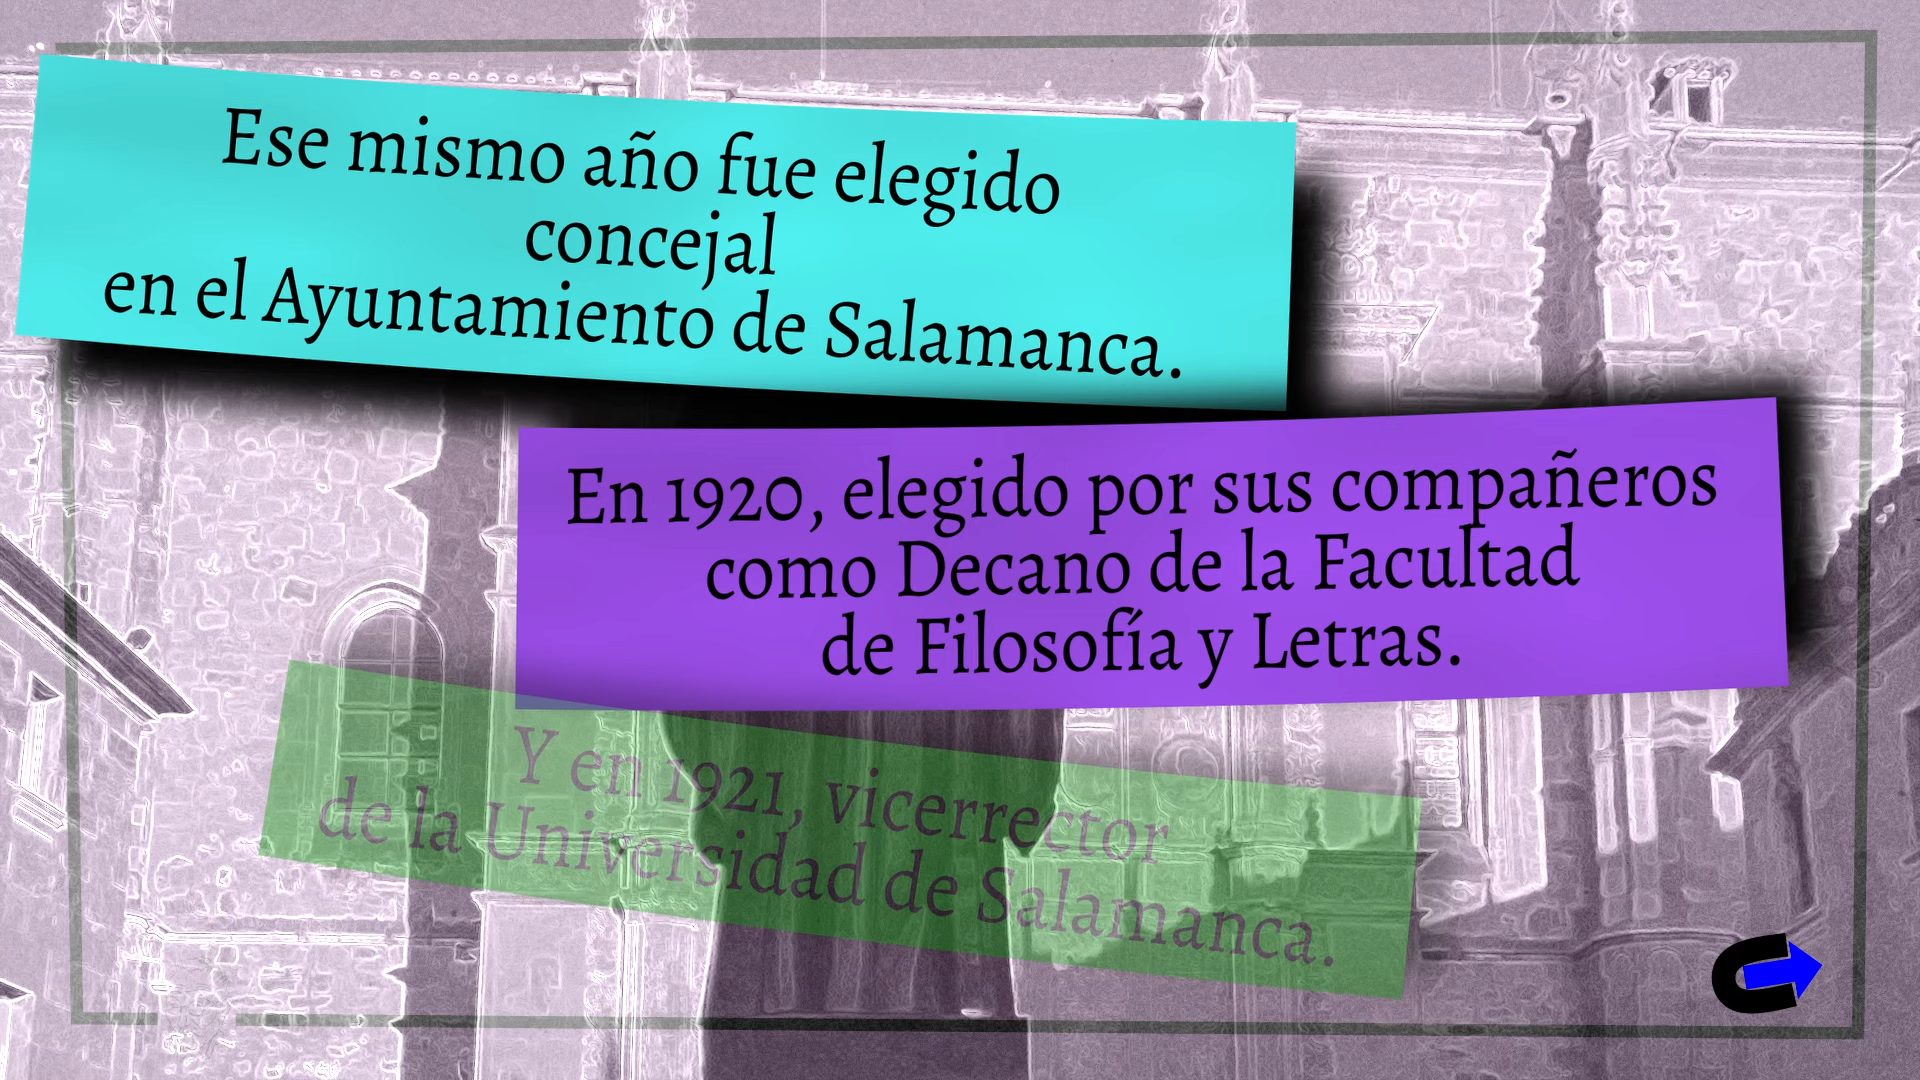 Ese mismo año fue elegido
concejal
en el Ayuntamiento de Salamanca.
En 1920, elegido por sus compañeros
como Decano de la Facultad
de Filosofía y Letras.
Y en 1921, vicerrector
de la Universidad de Salamanca.